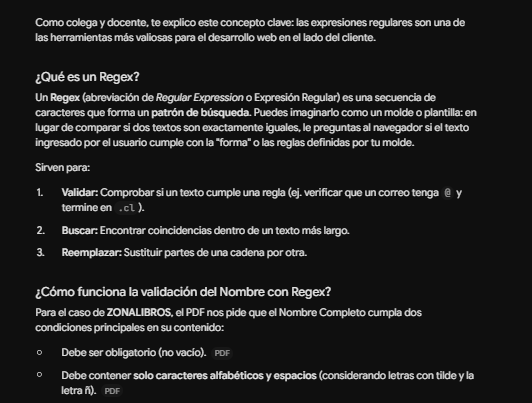 Como colega y docente, te explico este concepto clave: las expresiones regulares son una de
las herramientas más valiosas para el desarrollo web en el lado del cliente.
¿Qué es un Regex?
Un Regex (abreviación de Regular Expression o Expresión Regular) es una secuencia de
caracteres que forma un patrón de búsqueda. Puedes imaginarlo como un molde o plantilla: en
lugar de comparar si dos textos son exactamente iguales, le preguntas al navegador si el texto
ingresado por el usuario cumple con la "forma" o las reglas definidas por tu molde.
Sirven para:
1. Validar: Comprobar si un texto cumple una regla (ej. verificar que un correo tenga @ y
termine en .cl ).
2. Buscar: Encontrar coincidencias dentro de un texto más largo.
3. Reemplazar: Sustituir partes de una cadena por otra.
¿Cómo funciona la validación del Nombre con Regex?
Para el caso de ZONALIBROS, el PDF nos pide que el Nombre Completo cumpla dos
condiciones principales en su contenido:
○ Debe ser obligatorio (no vacío). PDF
○ Debe contener solo caracteres alfabéticos y espacios (considerando letras con tilde y la
letra ñ). PDF